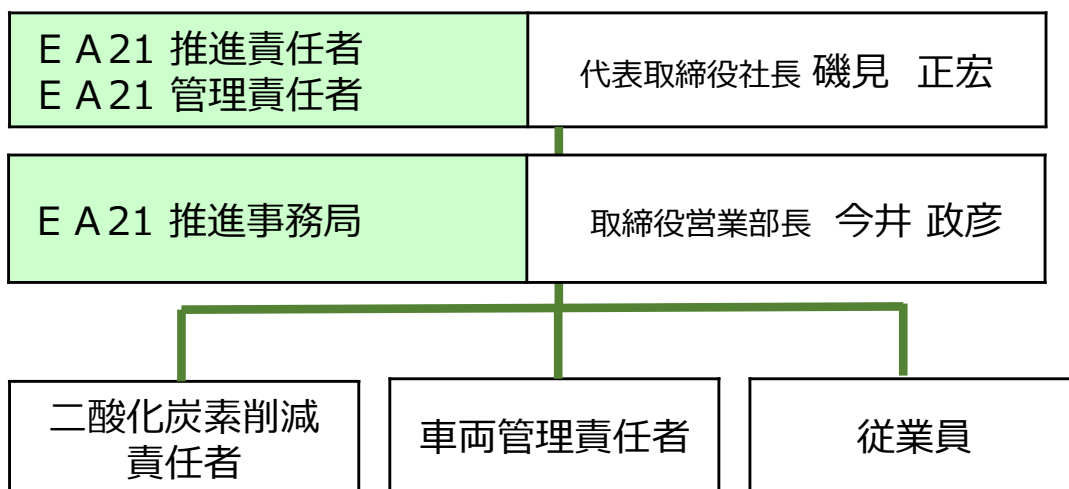 ＥＡ21 推進責任者
ＥＡ21 管理責任者
代表取締役社長 磯見　正宏
ＥＡ21 推進事務局
取締役営業部長　今井 政彦
二酸化炭素削減
責任者
車両管理責任者
従業員